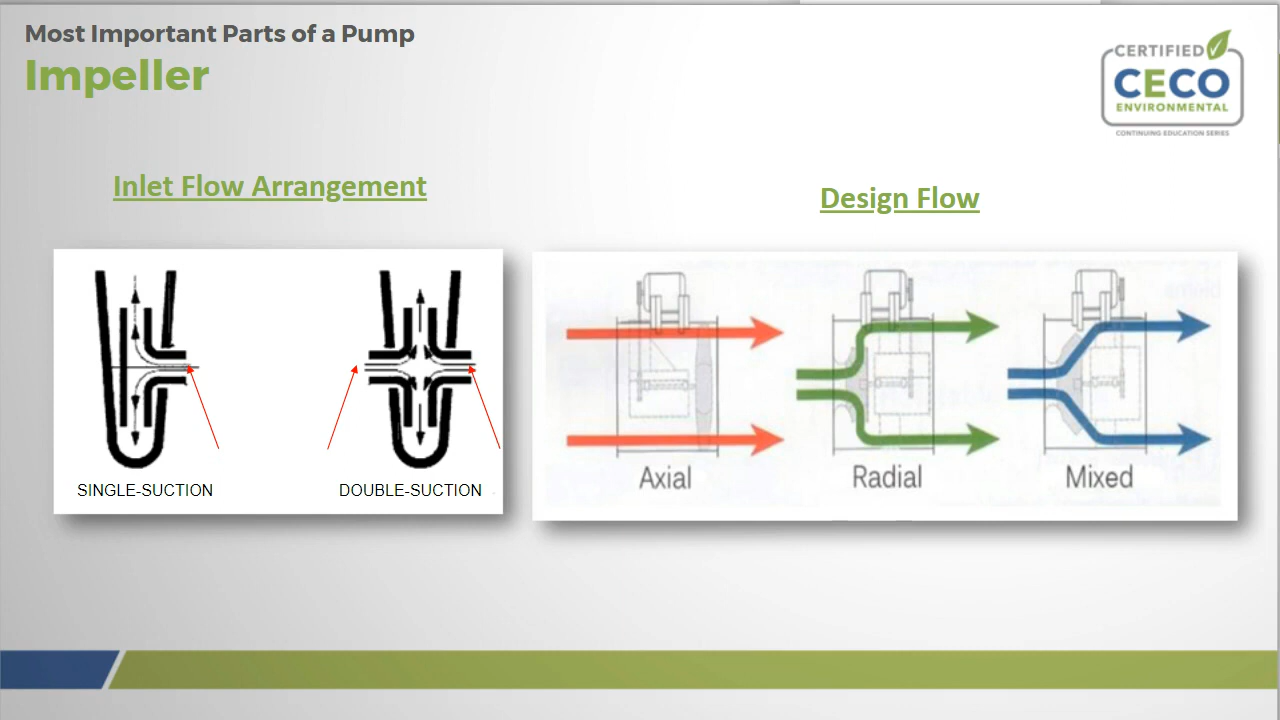 Most Important Parts of a Pump
Impeller
CERTIFIED
CECO
ENVIRONMENTAL
CONTINUING EDUCATION SERIES
Inlet Flow Arrangement
Design Flow
SINGLE-SUCTION
DOUBLE-SUCTION
Axial
Radial
Mixed